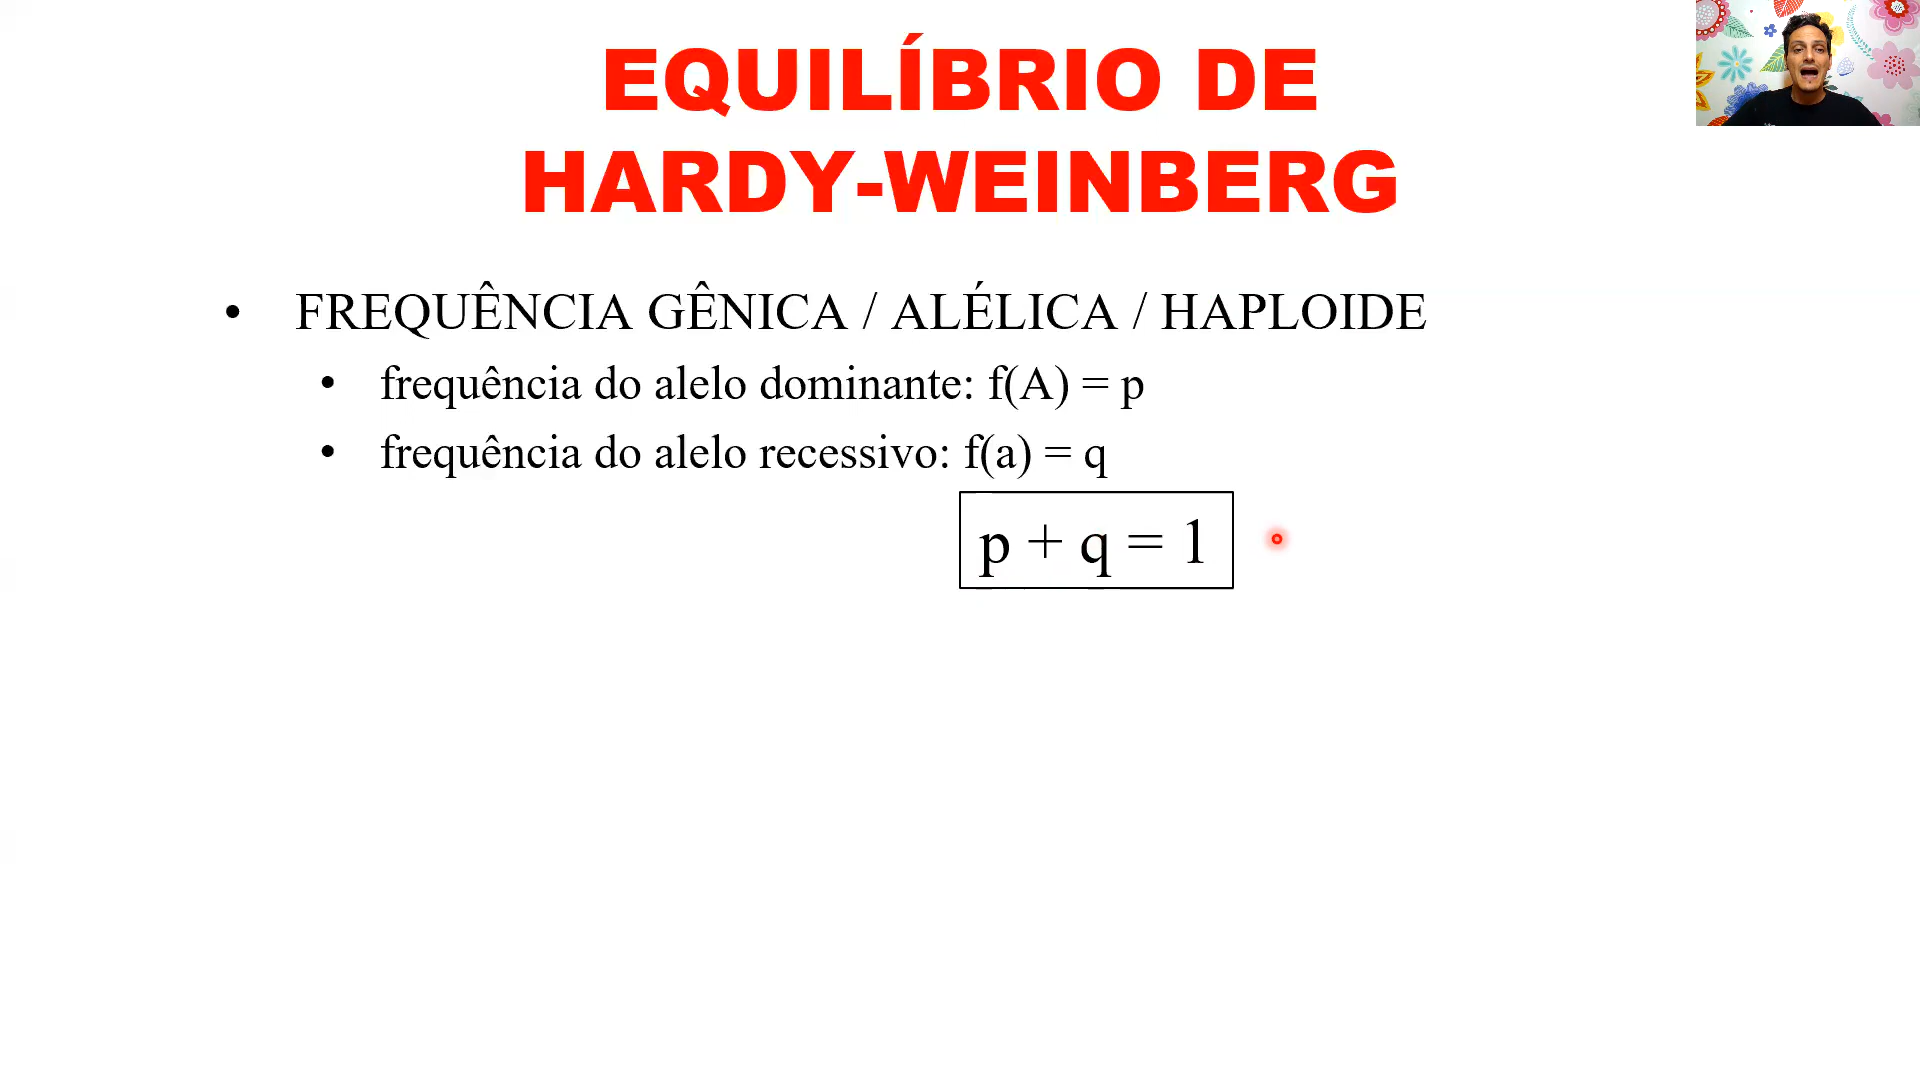 EQUILÍBRIO DE
HARDY-WEINBERG
• FREQUÊNCIA GÊNICA / ALÉLICA / HAPLOIDE
• frequência do alelo dominante: f(A) = p
• frequência do alelo recessivo: f(a) = q
p + q = 1